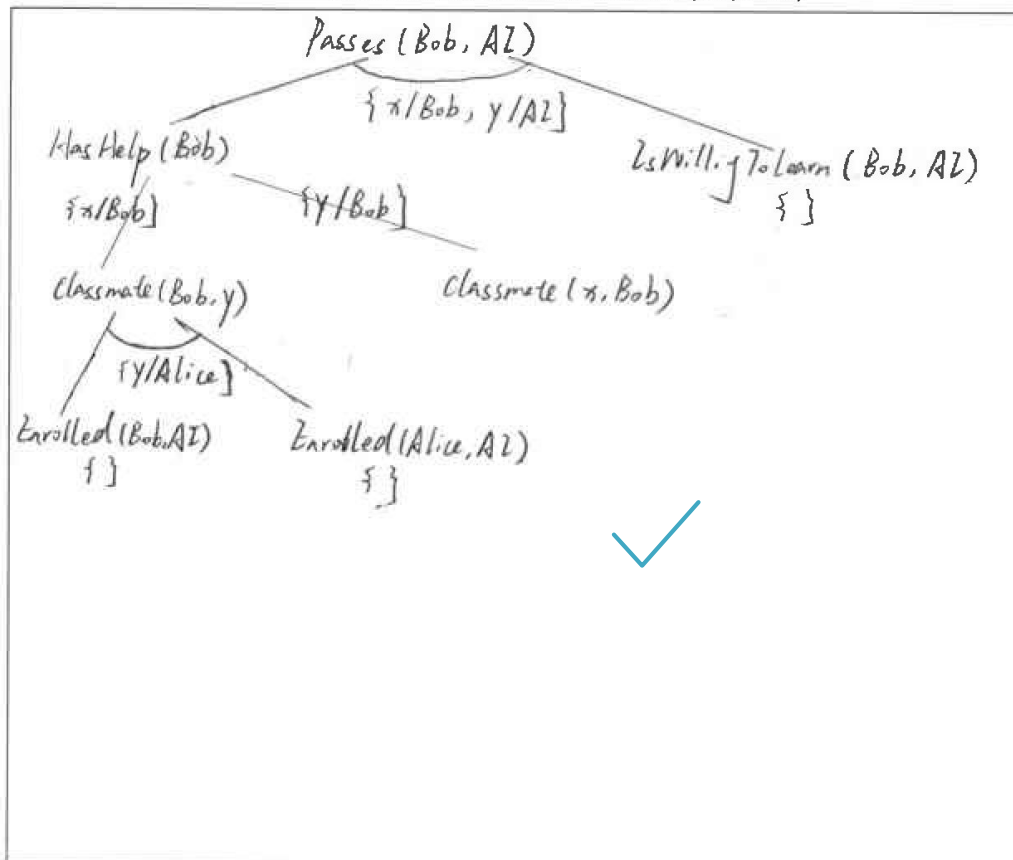 Passes (Bob, AI)
{x/Bob, y/AI}
HasHelp (Bob)
IsWillingToLearn (Bob, AI)
{x/Bob}
{y/Bob}
{ }
Classmate (Bob, y)
Classmate (x, Bob)
{y/Alice}
Enrolled (Bob, AI)
Enrolled (Alice, AI)
{ }
{ }